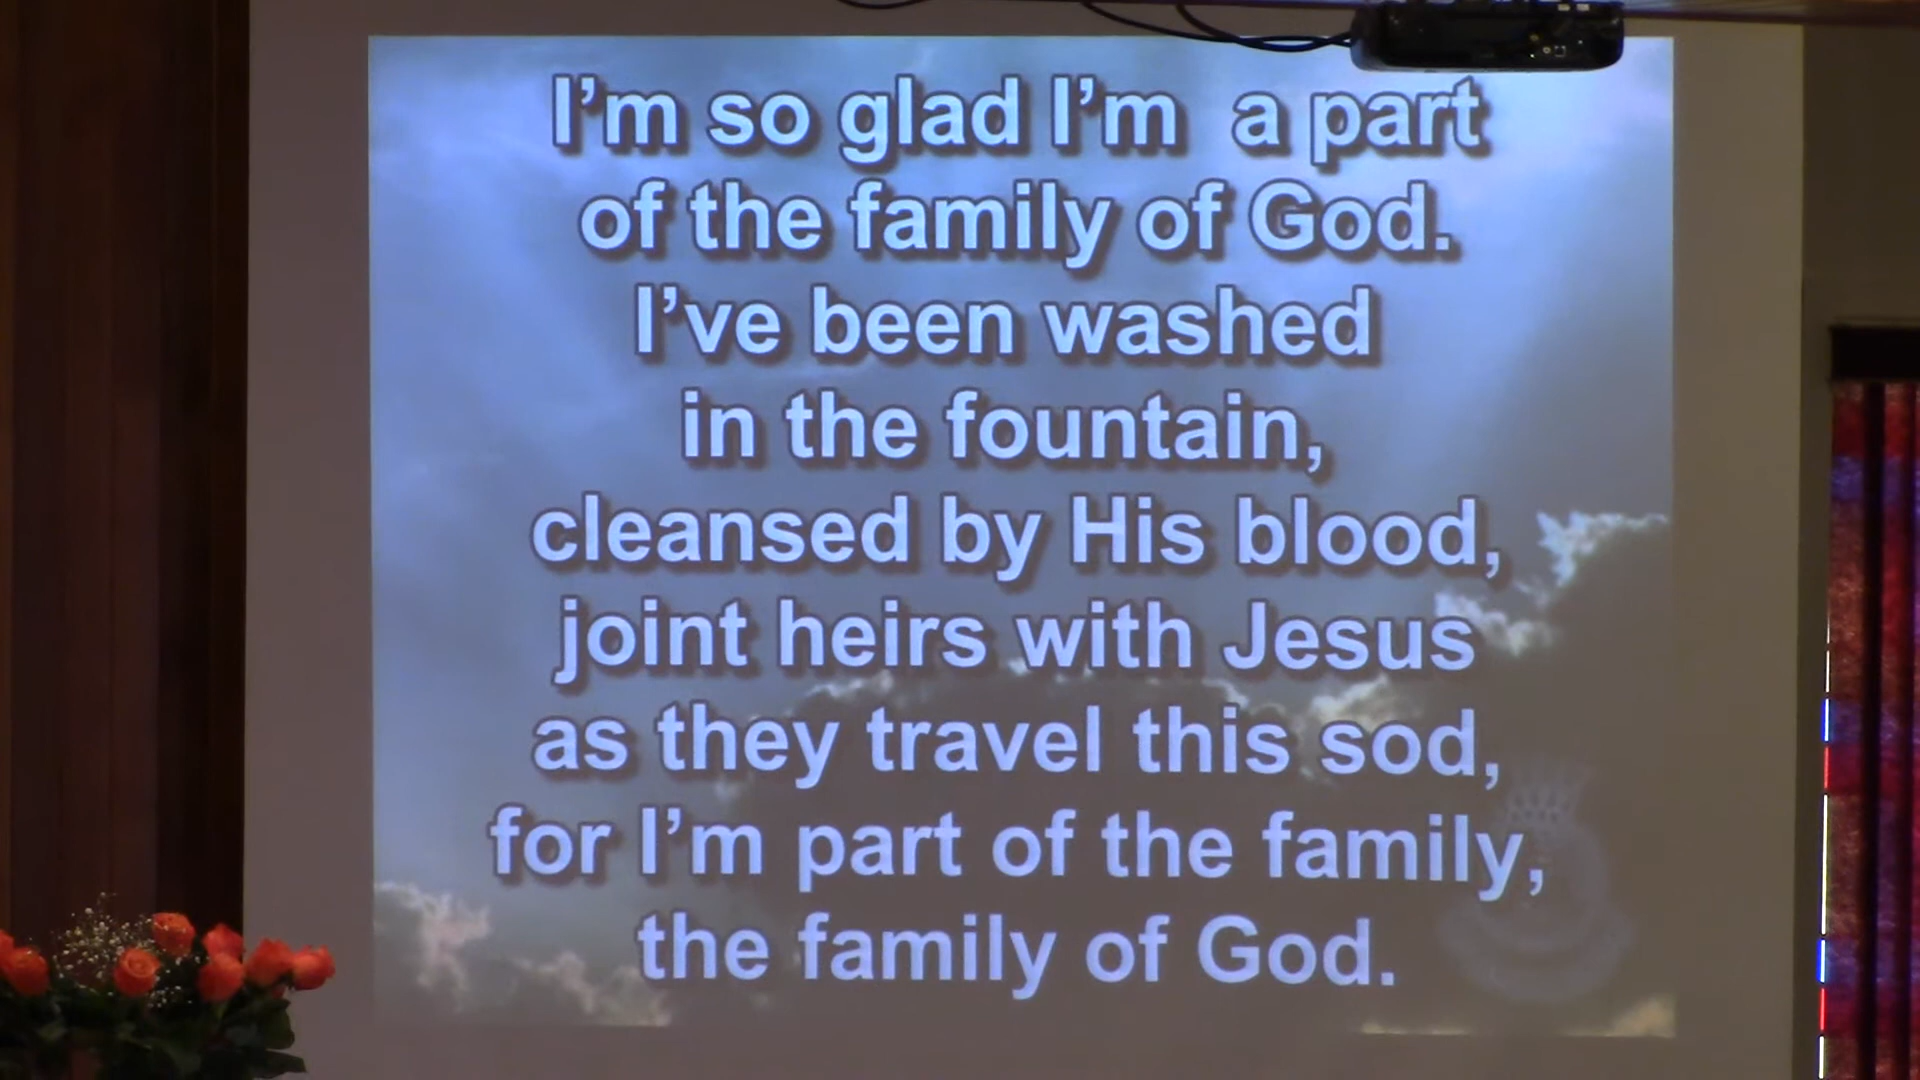 I’m so glad I’m a part
of the family of God.
I’ve been washed
in the fountain,
cleansed by His blood,
joint heirs with Jesus
as they travel this sod,
for I’m part of the family,
the family of God.